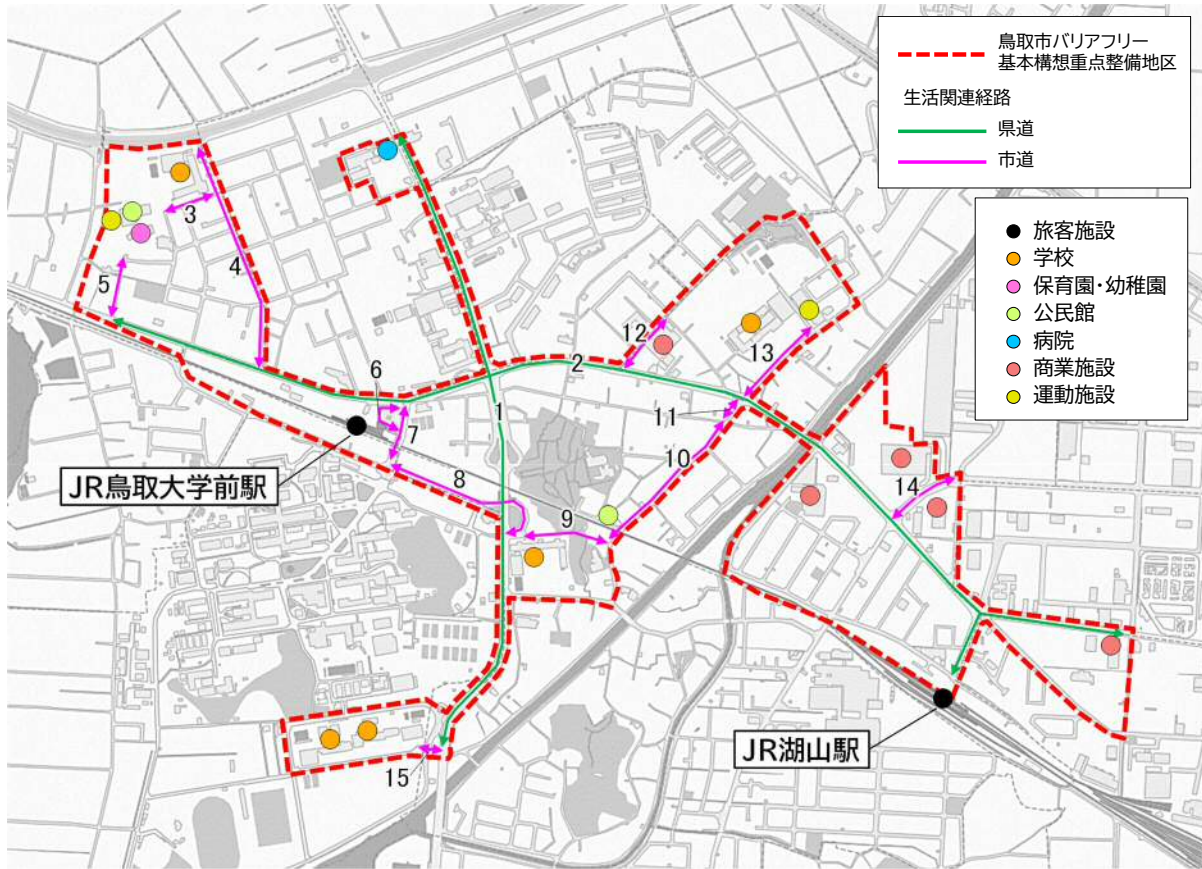 鳥取市バリアフリー
基本構想重点整備地区
生活関連経路
県道
市道
旅客施設
学校
保育園・幼稚園
公民館
病院
商業施設
運動施設
3
4
5
12
13
2
6
1
11
7
10
JR鳥取大学前駅
8
14
9
JR湖山駅
15